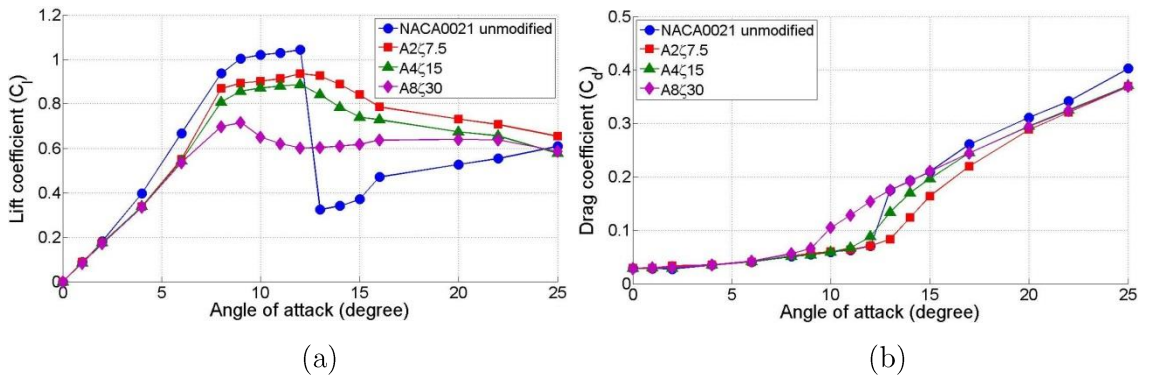 1.2
1
0.8
0.6
0.4
0.2
0
Lift coefficient (C_l)
NACA0021 unmodified
A2ζ7.5
A4ζ15
A8ζ30
0 5 10 15 20 25
Angle of attack (degree)
(a)
0.5
0.4
0.3
0.2
0.1
0
Drag coefficient (C_d)
NACA0021 unmodified
A2ζ7.5
A4ζ15
A8ζ30
0 5 10 15 20 25
Angle of attack (degree)
(b)